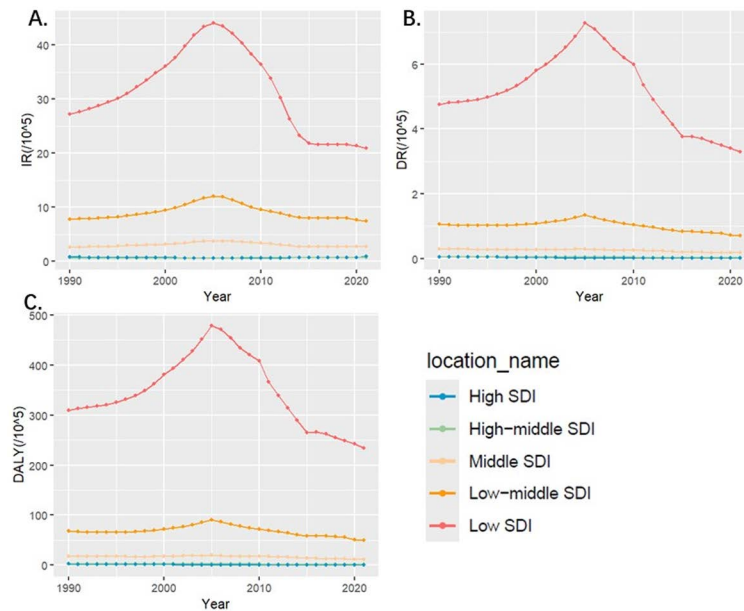 A.
IR(/10^5)
40
30
20
10
0
1990 2000 2010 2020
Year
B.
DR(/10^5)
6
4
2
0
1990 2000 2010 2020
Year
C.
DALY(/10^5)
500
400
300
200
100
0
1990 2000 2010 2020
Year
location_name
High SDI
High-middle SDI
Middle SDI
Low-middle SDI
Low SDI